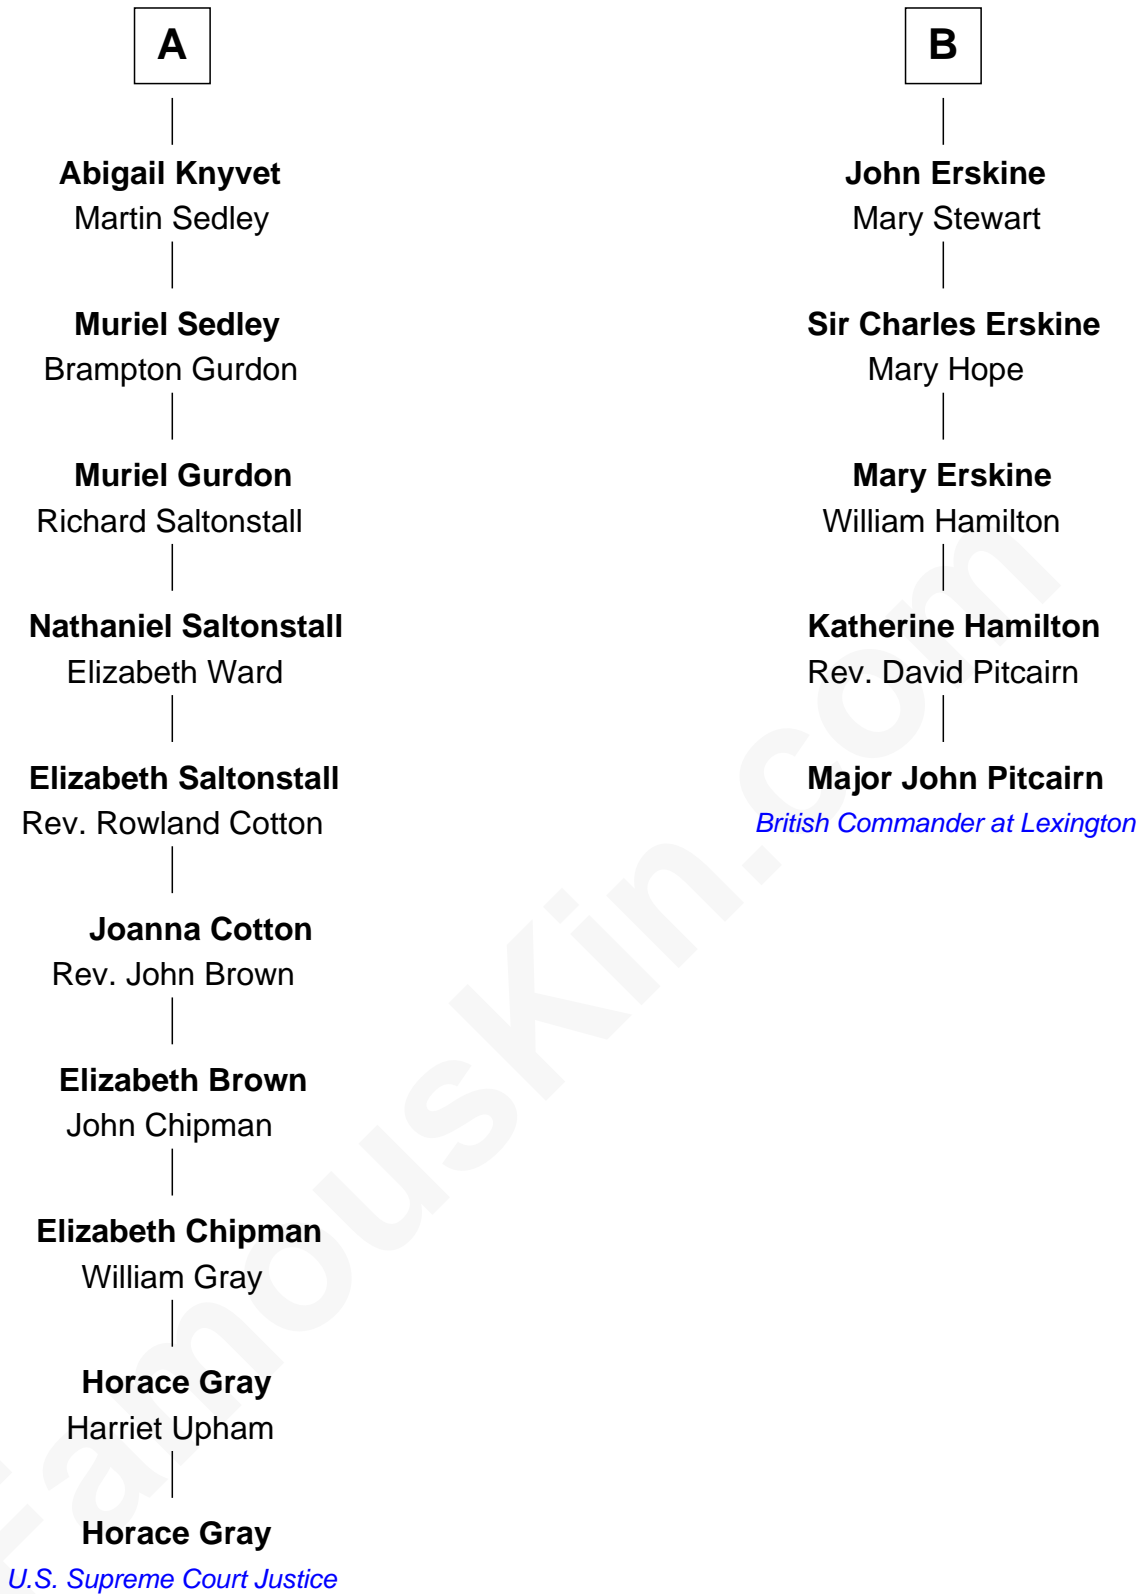 A
Abigail Knyvet
Martin Sedley
Muriel Sedley
Brampton Gurdon
Muriel Gurdon
Richard Saltonstall
Nathaniel Saltonstall
Elizabeth Ward
Elizabeth Saltonstall
Rev. Rowland Cotton
Joanna Cotton
Rev. John Brown
Elizabeth Brown
John Chipman
Elizabeth Chipman
William Gray
Horace Gray
Harriet Upham
Horace Gray
U.S. Supreme Court Justice
B
John Erskine
Mary Stewart
Sir Charles Erskine
Mary Hope
Mary Erskine
William Hamilton
Katherine Hamilton
Rev. David Pitcairn
Major John Pitcairn
British Commander at Lexington
FamousKin.com